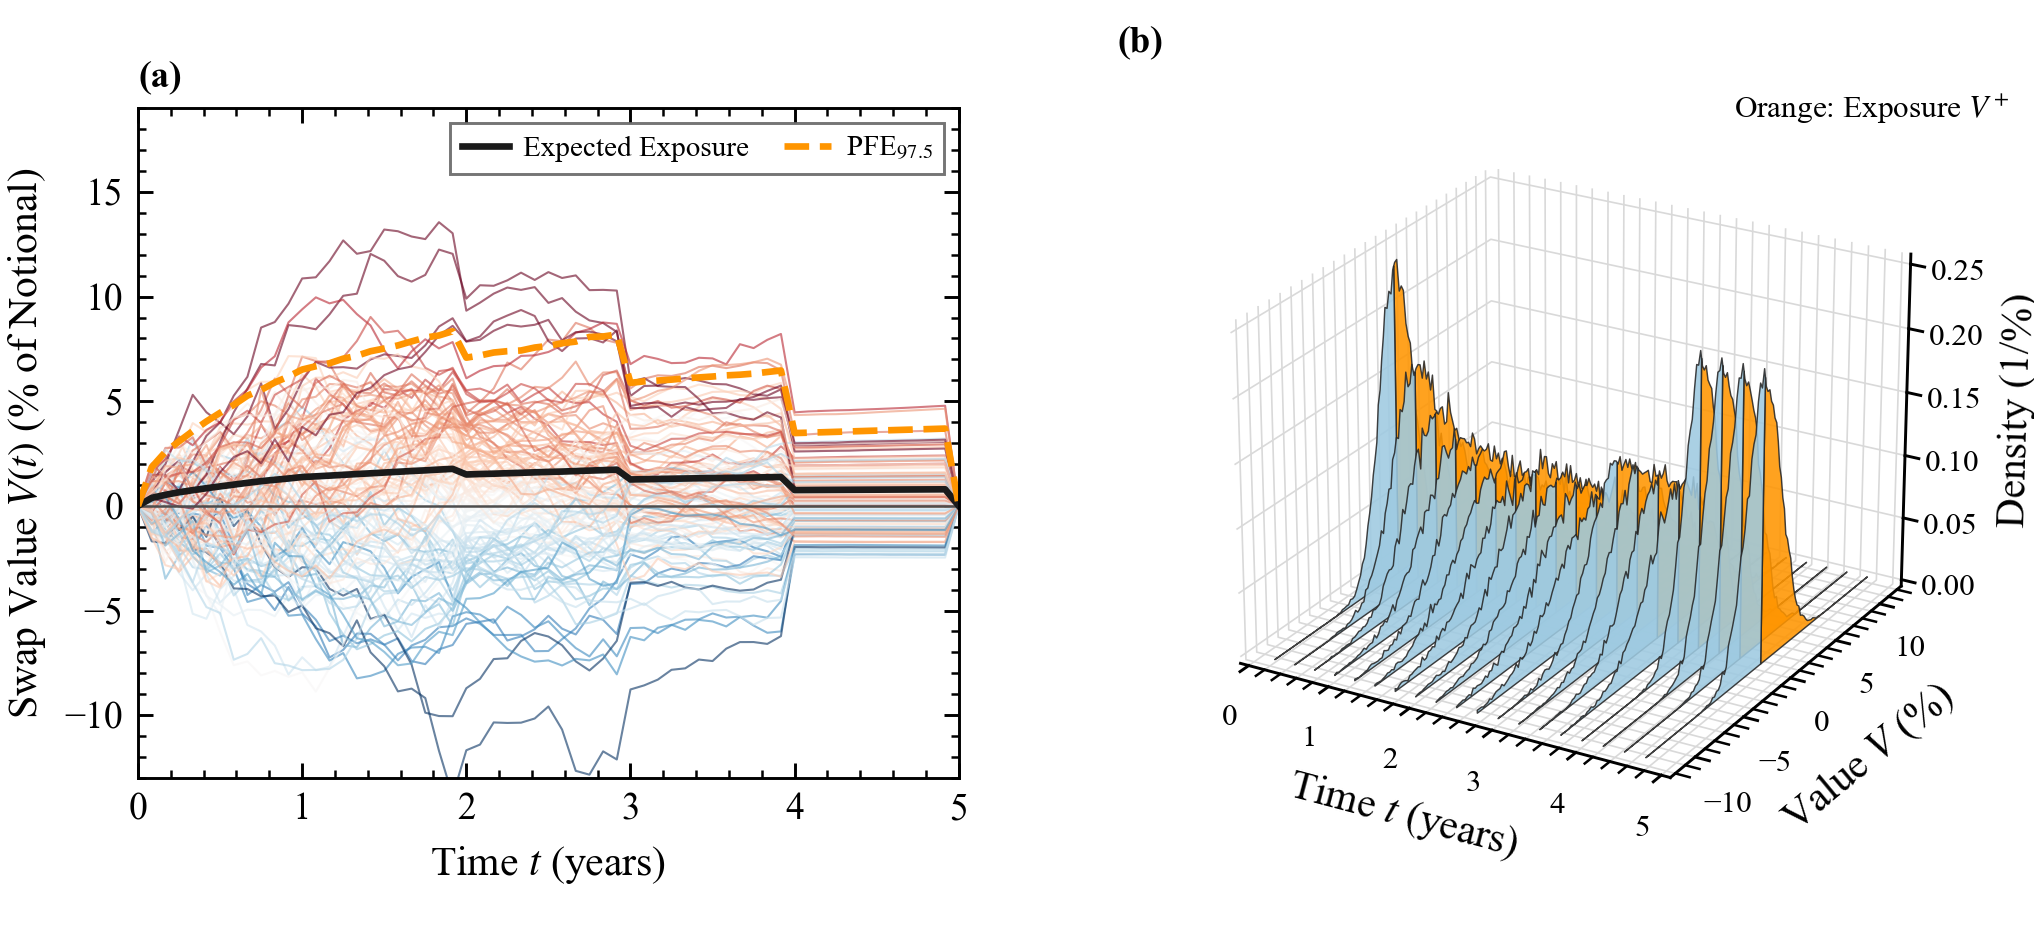 (a)
Expected Exposure
PFE97.5
Swap Value V(t) (% of Notional)
15
10
5
0
−5
−10
0 1 2 3 4 5
Time t (years)
(b)
Orange: Exposure V+
0.25
0.20
0.15
0.10
0.05
0.00
Density (1/%)
10
5
0
−5
−10
Value V (%)
0
1
2
3
4
5
Time t (years)